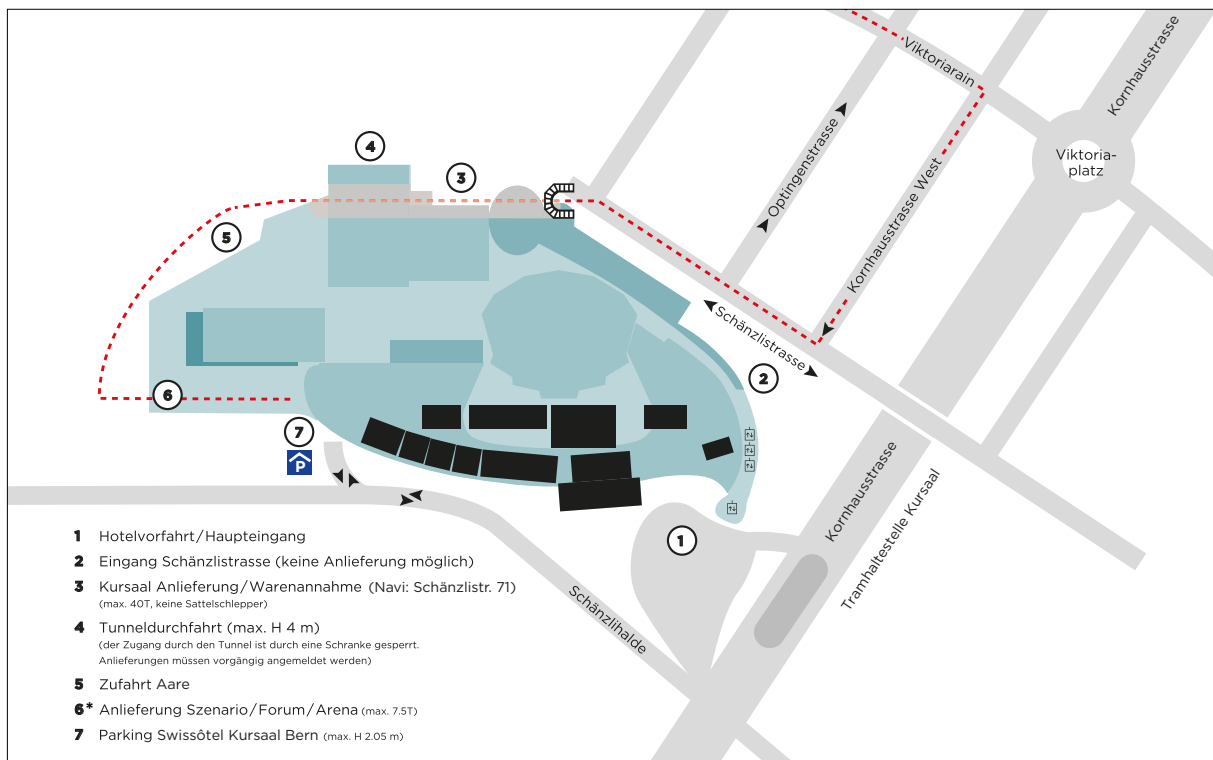 Viktoriarain
Kornhausstrasse
Viktoria-
platz
Optingenstrasse
Kornhausstrasse West
4
3
5
Schänzlistrasse
2
6
7
P
Kornhausstrasse
Tramhaltestelle Kursaal
1
Schänzlihalde
1 Hotelvorfahrt/Haupteingang
2 Eingang Schänzlistrasse (keine Anlieferung möglich)
3 Kursaal Anlieferung/Warenannahme (Navi: Schänzlistr. 71)
(max. 40T, keine Sattelschlepper)
4 Tunneldurchfahrt (max. H 4 m)
(der Zugang durch den Tunnel ist durch eine Schranke gesperrt.
Anlieferungen müssen vorgängig angemeldet werden)
5 Zufahrt Aare
6* Anlieferung Szenario/Forum/Arena (max. 7.5T)
7 Parking Swissôtel Kursaal Bern (max. H 2.05 m)